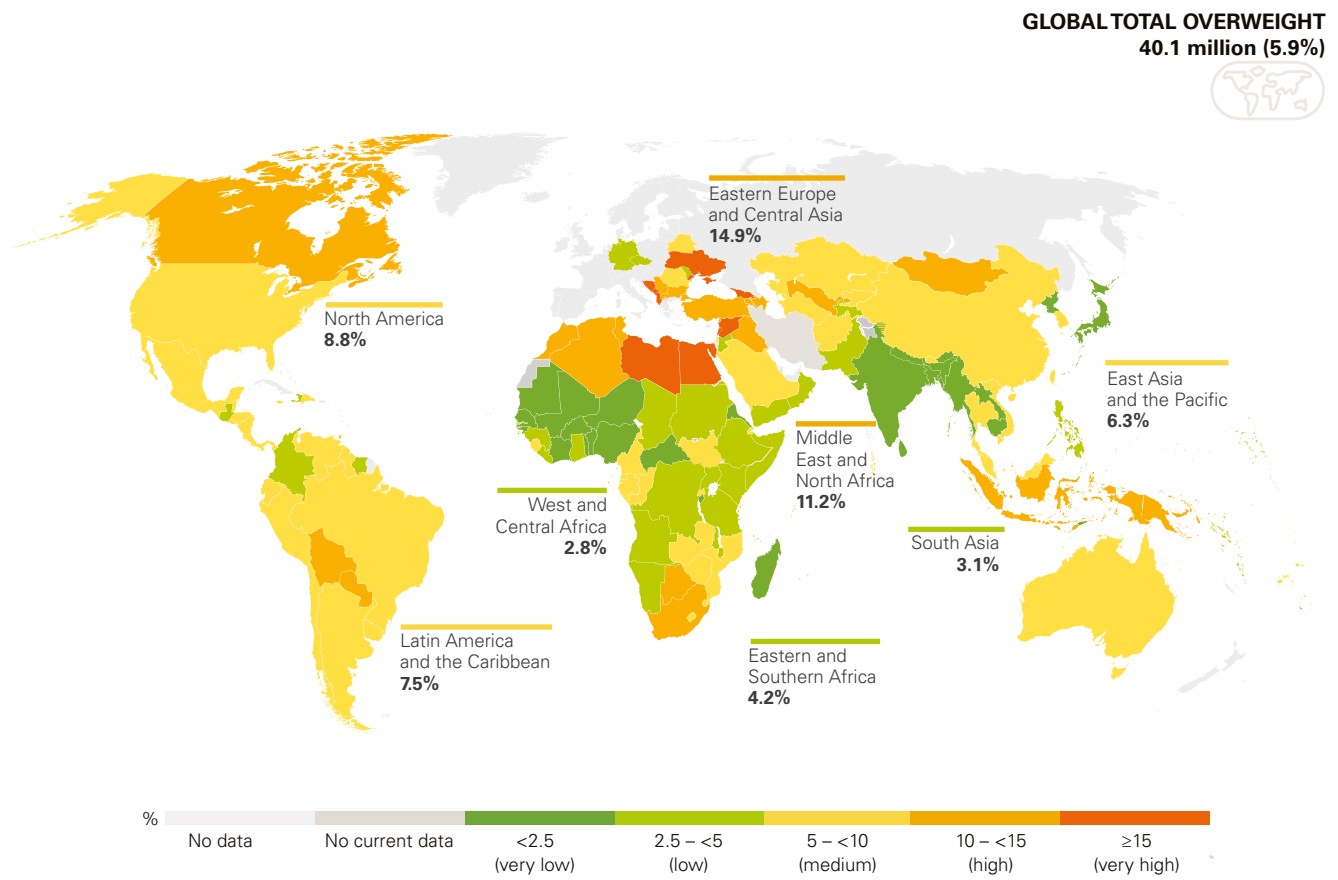 GLOBAL TOTAL OVERWEIGHT
40.1 million (5.9%)
Eastern Europe
and Central Asia
14.9%
North America
8.8%
East Asia
and the Pacific
6.3%
Middle
East and
North Africa
11.2%
West and
Central Africa
2.8%
South Asia
3.1%
Latin America
and the Caribbean
7.5%
Eastern and
Southern Africa
4.2%
%
No data
No current data
<2.5
(very low)
2.5 – <5
(low)
5 – <10
(medium)
10 – <15
(high)
≥15
(very high)